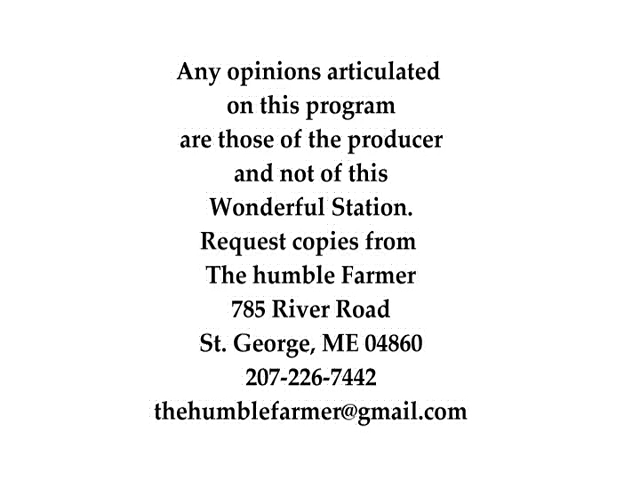 Any opinions articulated
on this program
are those of the producer
and not of this
Wonderful Station.
Request copies from
The humble Farmer
785 River Road
St. George, ME 04860
207-226-7442
thehumblefarmer@gmail.com